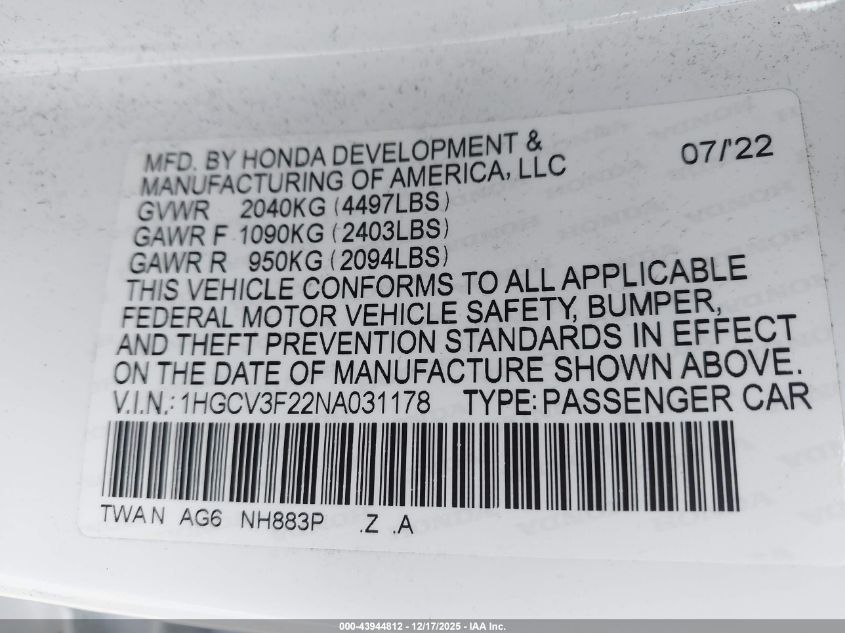 MFD. BY HONDA DEVELOPMENT & 07/'22
MANUFACTURING OF AMERICA, LLC
GVWR 2040KG (4497LBS)
GAWR F 1090KG (2403LBS)
GAWR R 950KG (2094LBS)
THIS VEHICLE CONFORMS TO ALL APPLICABLE
FEDERAL MOTOR VEHICLE SAFETY, BUMPER,
AND THEFT PREVENTION STANDARDS IN EFFECT
ON THE DATE OF MANUFACTURE SHOWN ABOVE.
V.I.N.: 1HGCV3F22NA031178 TYPE: PASSENGER CAR
TWAN AG6 NH883P .Z .A
000-43944812 - 12/17/2025 - IAA Inc.